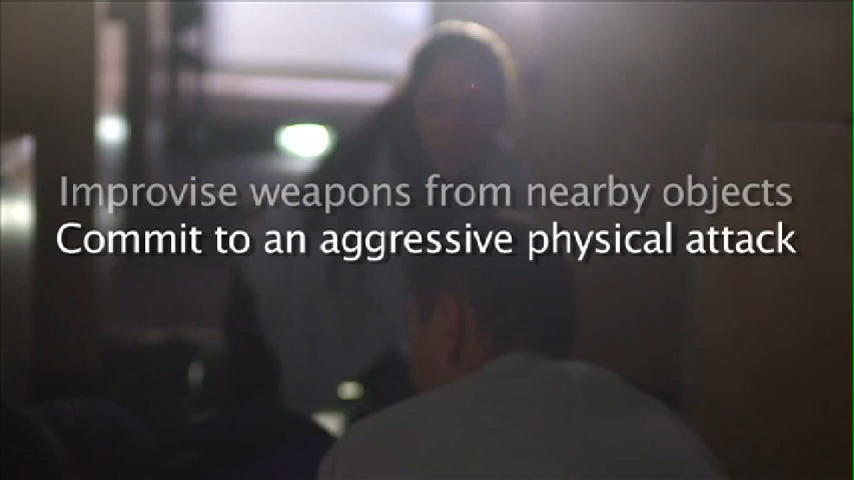 Improvise weapons from nearby objects
Commit to an aggressive physical attack